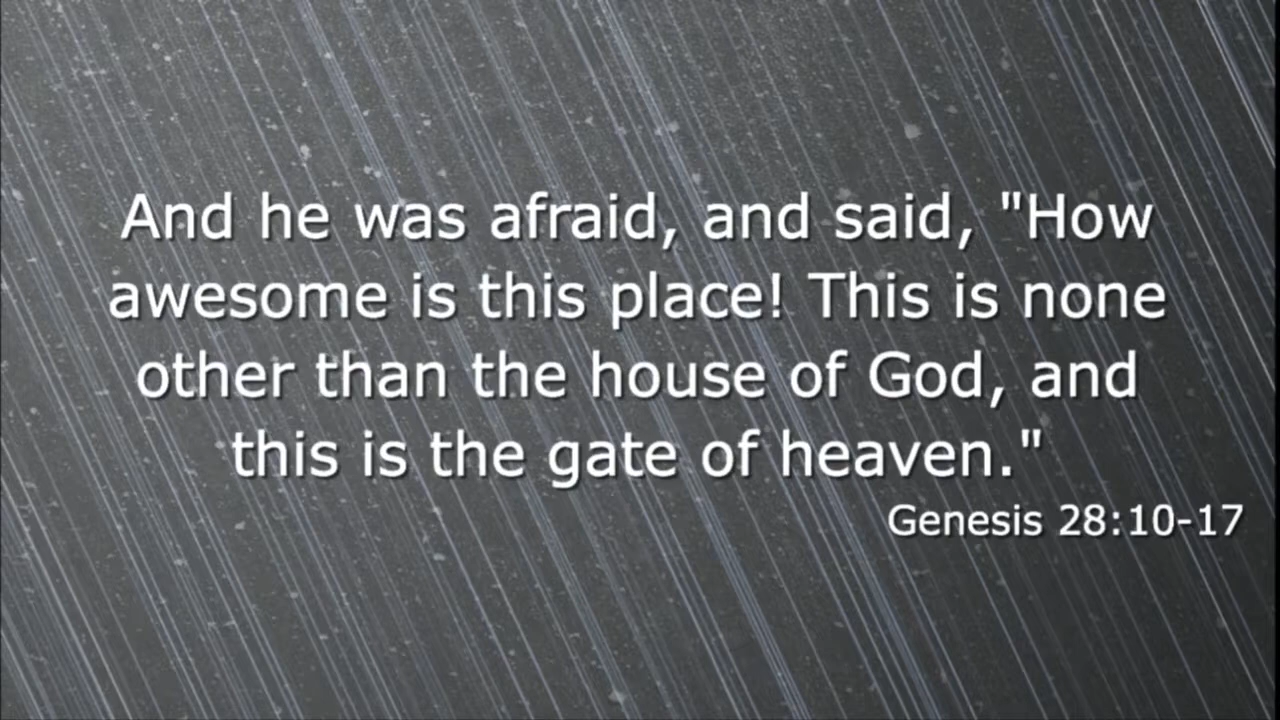 And he was afraid, and said, "How
awesome is this place! This is none
other than the house of God, and
this is the gate of heaven."
Genesis 28:10-17